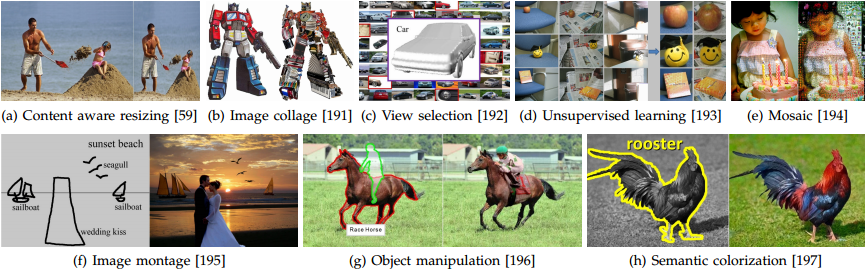 Car
(a) Content aware resizing [59]
(b) Image collage [191]
(c) View selection [192]
(d) Unsupervised learning [193]
(e) Mosaic [194]
sunset beach
seagull
sailboat
sailboat
wedding kiss
Race Horse
rooster
(f) Image montage [195]
(g) Object manipulation [196]
(h) Semantic colorization [197]